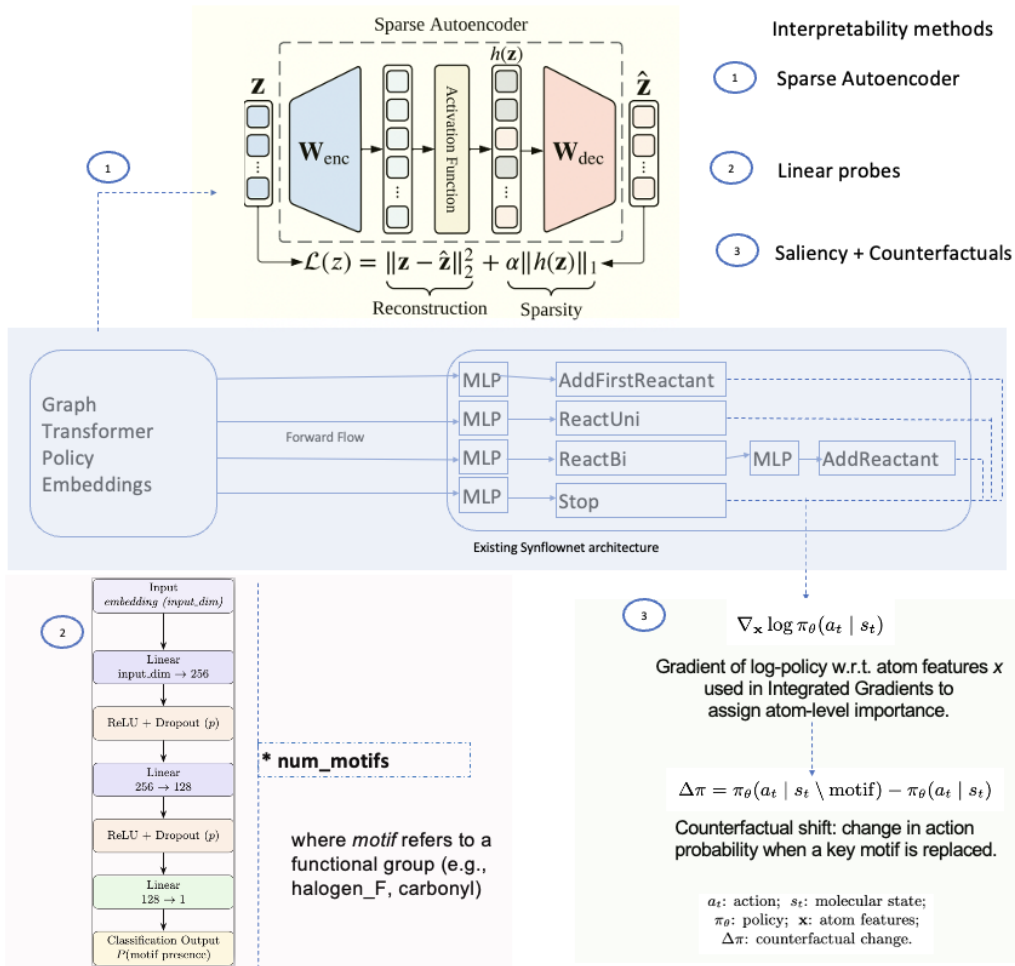 Sparse Autoencoder
z
W_enc
Activation Function
h(z)
W_dec
ẑ
ℒ(z) = ‖z − ẑ‖₂² + α‖h(z)‖₁
Reconstruction
Sparsity
Interpretability methods
1 Sparse Autoencoder
2 Linear probes
3 Saliency + Counterfactuals
1
Graph
Transformer
Policy
Embeddings
Forward Flow
MLP AddFirstReactant
MLP ReactUni
MLP ReactBi MLP AddReactant
MLP Stop
Existing Synflownet architecture
2
Input
embedding (input_dim)
Linear
input_dim → 256
ReLU + Dropout (p)
Linear
256 → 128
ReLU + Dropout (p)
Linear
128 → 1
Classification Output
P(motif presence)
* num_motifs
where motif refers to a
functional group (e.g.,
halogen_F, carbonyl)
3
∇ₓ log π_θ(a_t | s_t)
Gradient of log-policy w.r.t. atom features x
used in Integrated Gradients to
assign atom-level importance.
Δπ = π_θ(a_t | s_t \ motif) − π_θ(a_t | s_t)
Counterfactual shift: change in action
probability when a key motif is replaced.
a_t: action; s_t: molecular state;
π_θ: policy; x: atom features;
Δπ: counterfactual change.